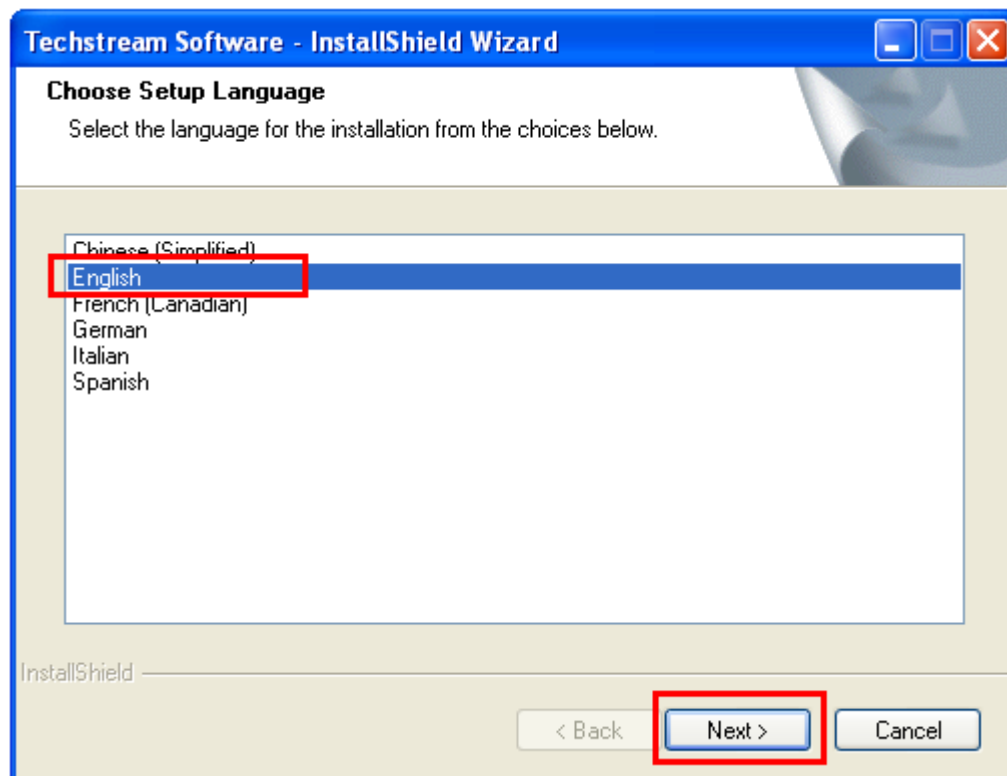 Techstream Software - InstallShield Wizard
Choose Setup Language
Select the language for the installation from the choices below.
Chinese (Simplified)
English
French (Canadian)
German
Italian
Spanish
InstallShield
< Back Next > Cancel